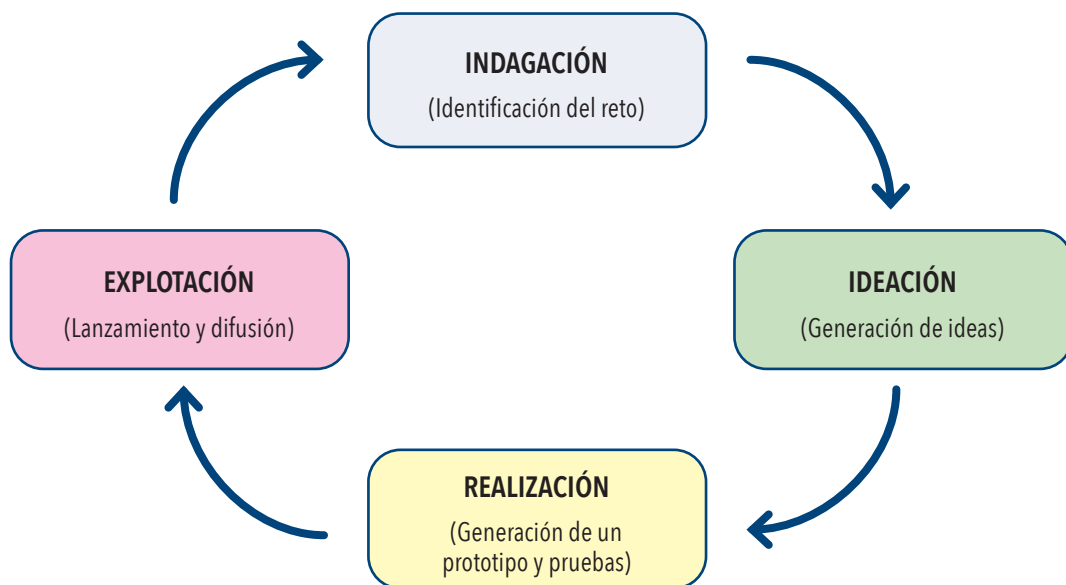 INDAGACIÓN
(Identificación del reto)
IDEACIÓN
(Generación de ideas)
REALIZACIÓN
(Generación de un
prototipo y pruebas)
EXPLOTACIÓN
(Lanzamiento y difusión)